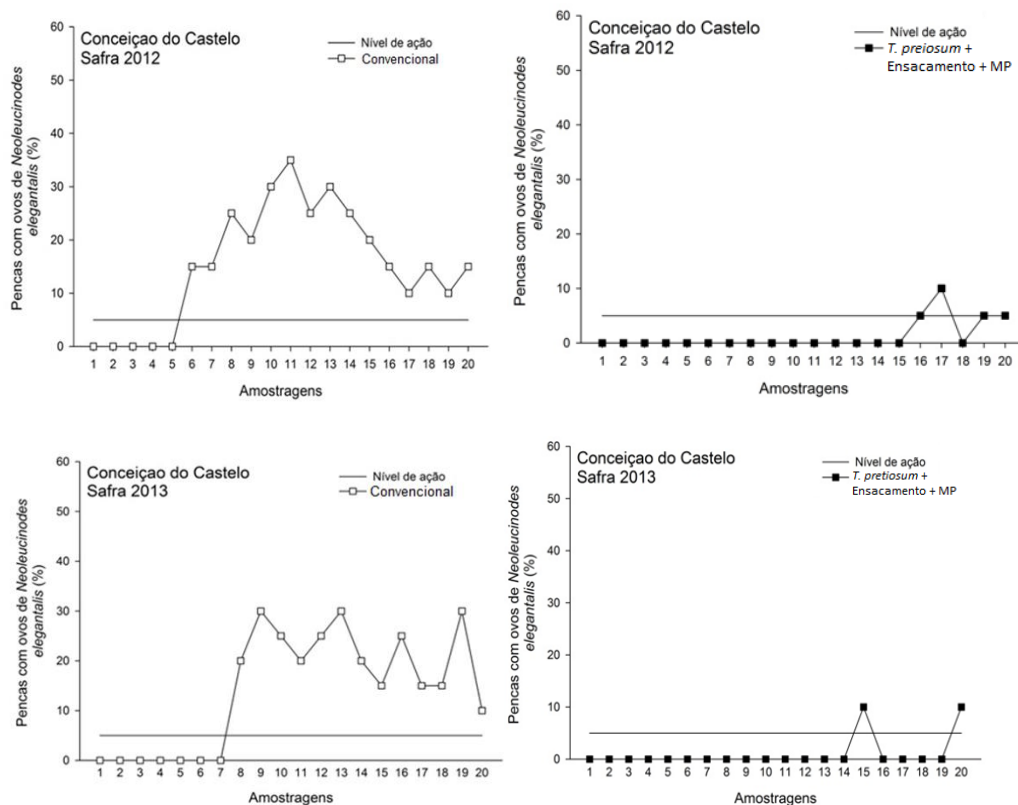 Conceiçao do Castelo
Safra 2012
Nível de ação
Convencional
Pencas com ovos de Neoleucinodes
elegantalis (%)
60
50
40
30
20
10
0
1 2 3 4 5 6 7 8 9 10 11 12 13 14 15 16 17 18 19 20
Amostragens
Conceiçao do Castelo
Safra 2012
Nível de ação
T. preiosum +
Ensacamento + MP
Pencas com ovos de Neoleucinodes
elegantalis (%)
60
50
40
30
20
10
0
1 2 3 4 5 6 7 8 9 10 11 12 13 14 15 16 17 18 19 20
Amostragens
Conceiçao do Castelo
Safra 2013
Nível de ação
Convencional
Pencas com ovos de Neoleucinodes
elegantalis (%)
60
50
40
30
20
10
0
1 2 3 4 5 6 7 8 9 10 11 12 13 14 15 16 17 18 19 20
Amostragens
Conceiçao do Castelo
Safra 2013
Nível de ação
T. pretiosum +
Ensacamento + MP
Pencas com ovos de Neoleucinodes
elegantalis (%)
60
50
40
30
20
10
0
1 2 3 4 5 6 7 8 9 10 11 12 13 14 15 16 17 18 19 20
Amostragens